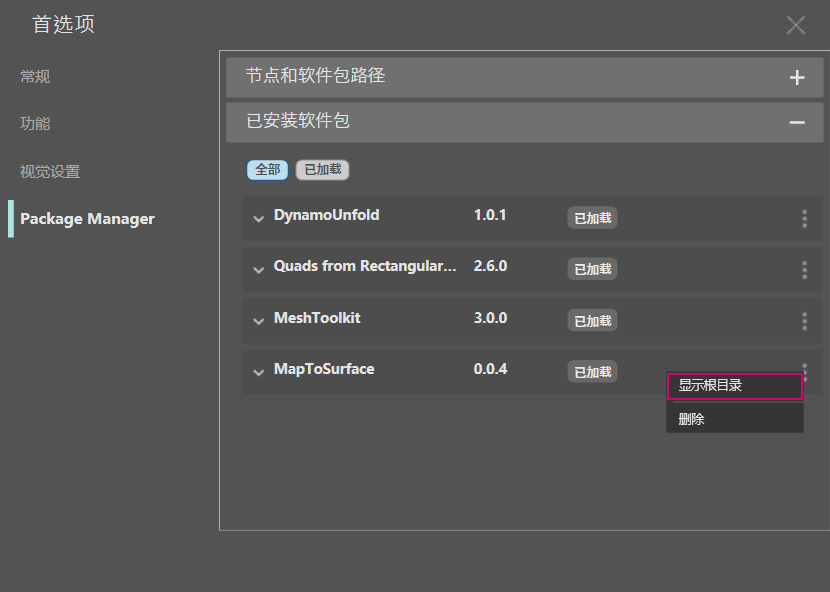 首选项
常规
功能
视觉设置
Package Manager
节点和软件包路径
已安装软件包
全部 已加载
DynamoUnfold 1.0.1 已加载
Quads from Rectangular... 2.6.0 已加载
MeshToolkit 3.0.0 已加载
MapToSurface 0.0.4 已加载
显示根目录
删除